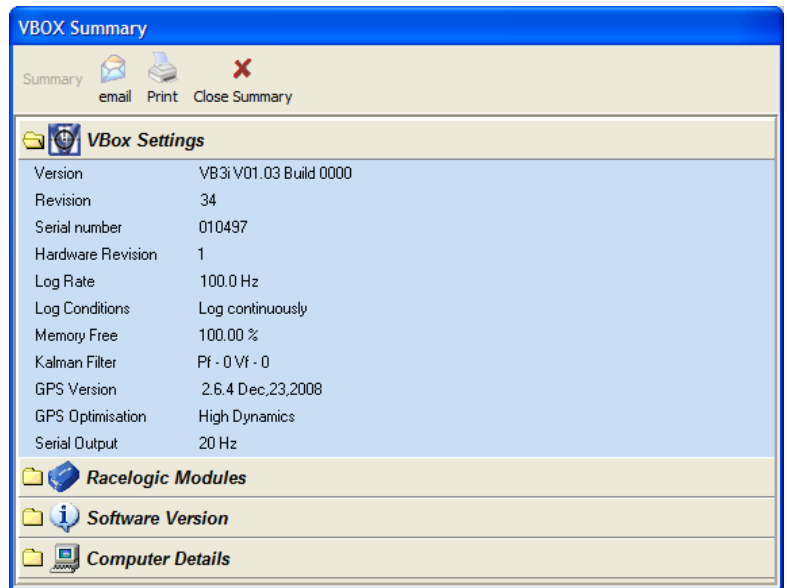 VBOX Summary
Summary email Print Close Summary
VBox Settings
Version VB3i V01.03 Build 0000
Revision 34
Serial number 010497
Hardware Revision 1
Log Rate 100.0 Hz
Log Conditions Log continuously
Memory Free 100.00 %
Kalman Filter Pf - 0 Vf - 0
GPS Version 2.6.4 Dec,23,2008
GPS Optimisation High Dynamics
Serial Output 20 Hz
Racelogic Modules
Software Version
Computer Details